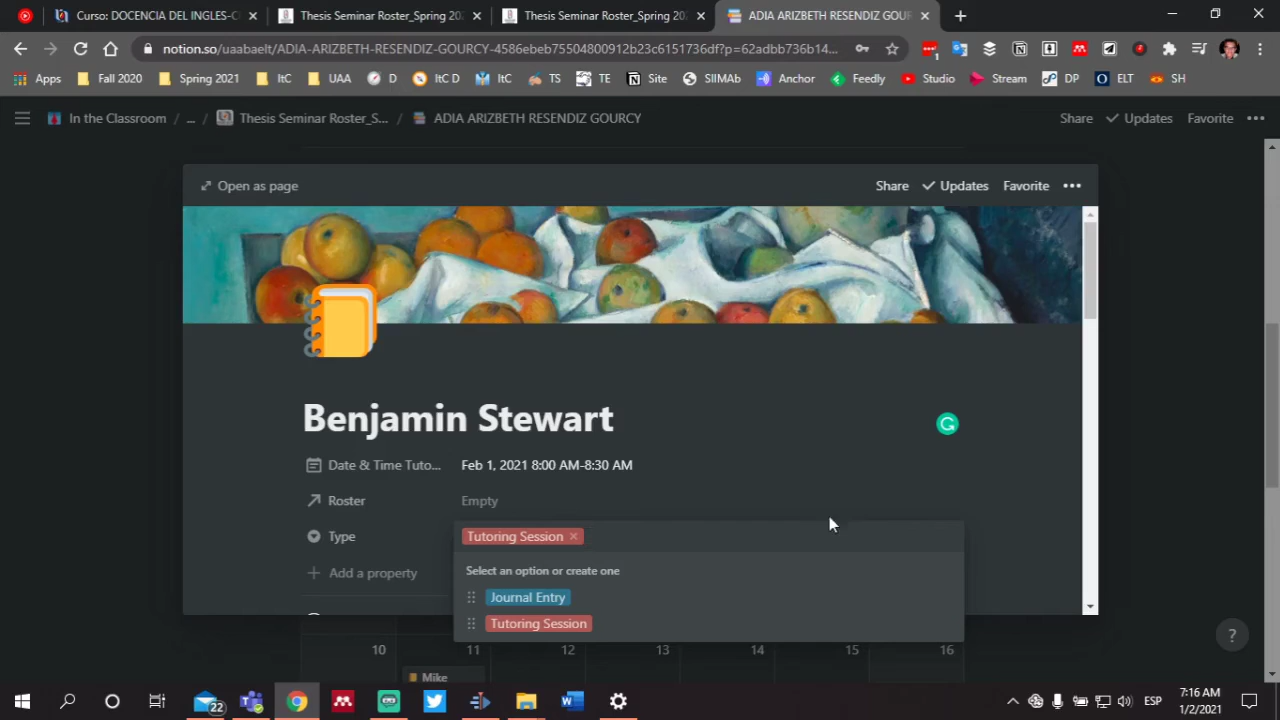 Curso: DOCENCIA DEL INGLES-C
Thesis Seminar Roster_Spring 202
Thesis Seminar Roster_Spring 202
ADIA ARIZBETH RESENDIZ GOUR
notion.so/uaabaelt/ADIA-ARIZBETH-RESENDIZ-GOURCY-4586ebeb75504800912b23c6151736df?p=62adbb736b14...
1
Apps
Fall 2020
Spring 2021
ItC
UAA
D
ItC D
ItC
TS
TE
Site
SIIMAb
Anchor
Feedly
Studio
Stream
DP
ELT
SH
In the Classroom / ... / Thesis Seminar Roster_S... / ADIA ARIZBETH RESENDIZ GOURCY
Share Updates Favorite
Open as page
Share Updates Favorite
Benjamin Stewart
Date & Time Tuto... Feb 1, 2021 8:00 AM-8:30 AM
Roster Empty
Type Tutoring Session
Select an option or create one
Add a property
Journal Entry
Tutoring Session
10 11 12 13 14 15 16
Mike
?
22
ESP
7:16 AM
1/2/2021